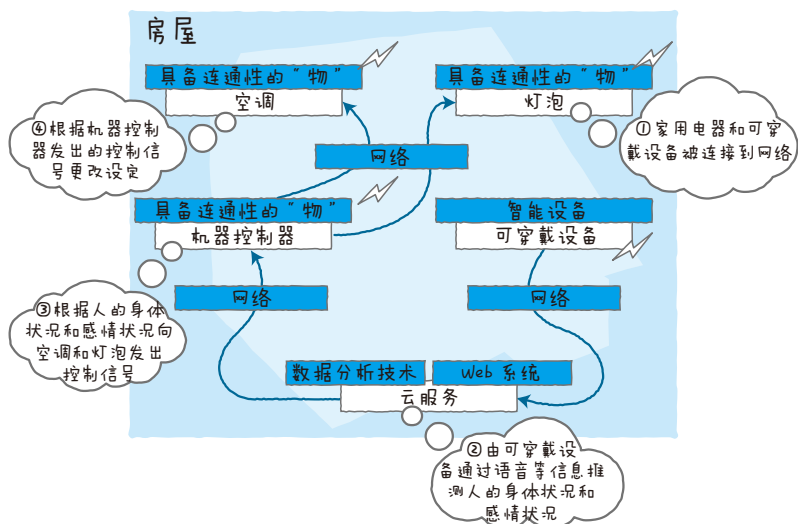 房屋
具备连通性的“物”
空调
具备连通性的“物”
灯泡
④根据机器控制
器发出的控制信
号更改设定
①家用电器和可穿
戴设备被连接到网络
网络
具备连通性的“物”
机器控制器
智能设备
可穿戴设备
网络
网络
③根据人的身体
状况和感情状况向
空调和灯泡发出
控制信号
数据分析技术
Web 系统
云服务
②由可穿戴设
备通过语音等信息推
测人的身体状况和
感情状况